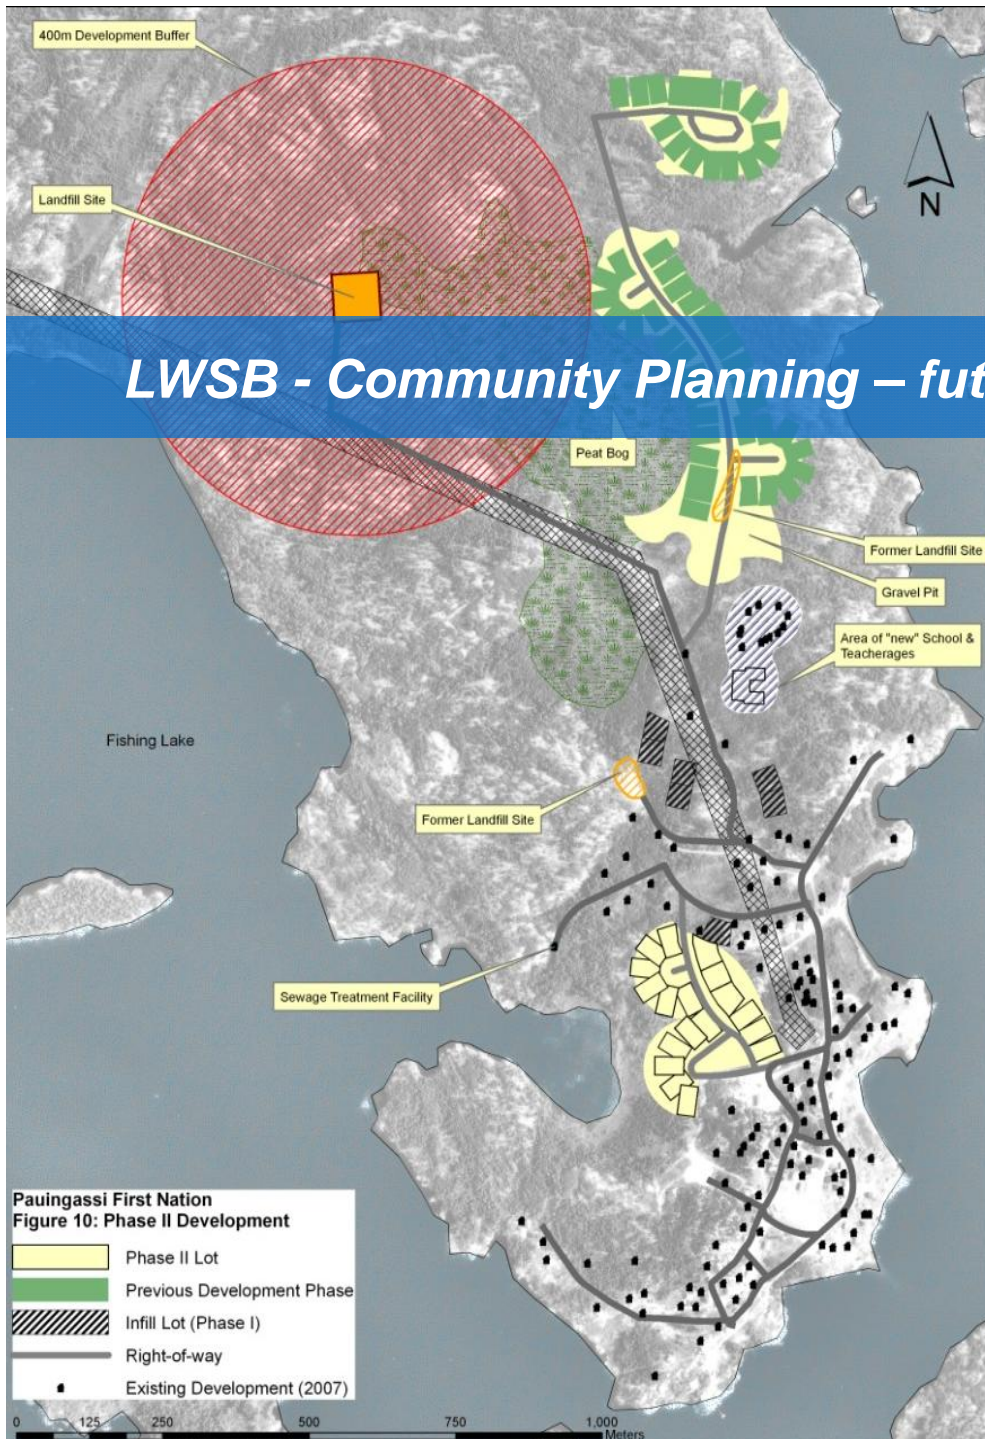 400m Development Buffer
Landfill Site
N
LWSB - Community Planning – fut
Peat Bog
Former Landfill Site
Gravel Pit
Area of "new" School &
Teacherages
Fishing Lake
Former Landfill Site
Sewage Treatment Facility
Pauingassi First Nation
Figure 10: Phase II Development
Phase II Lot
Previous Development Phase
Infill Lot (Phase I)
Right-of-way
Existing Development (2007)
0 125 250 500 750 1,000
Meters